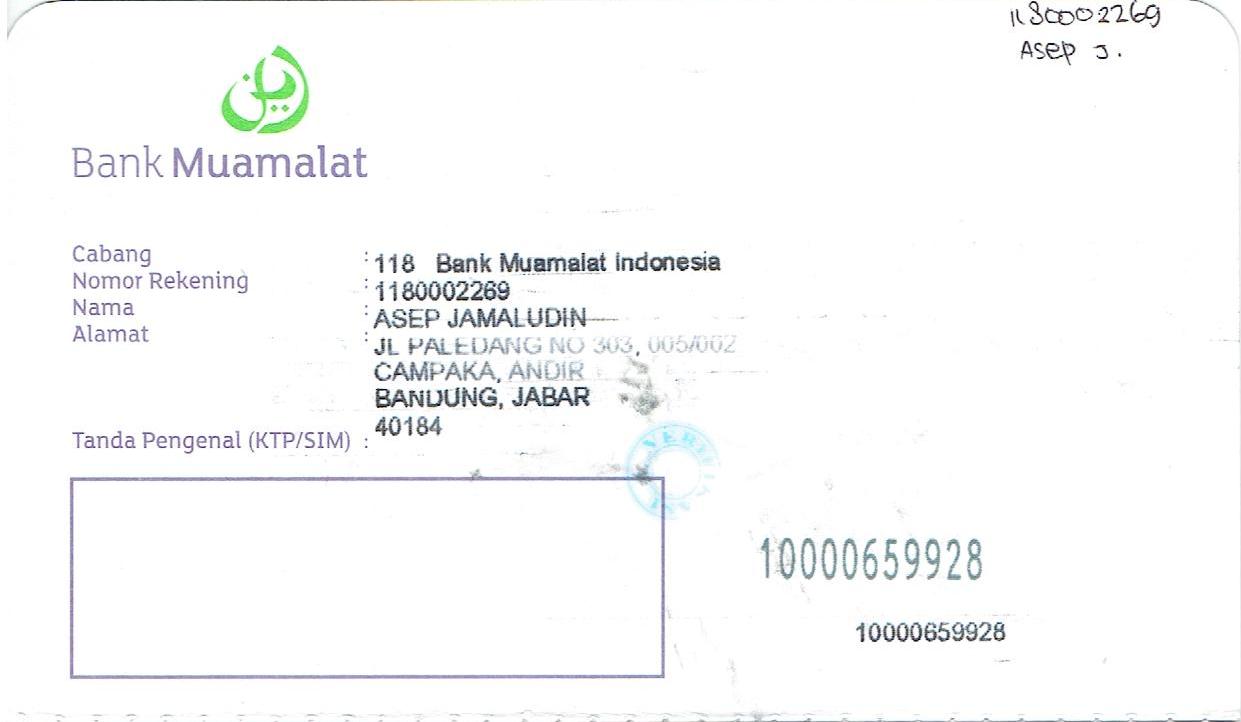 1180002269
Asep J.
Bank Muamalat
Cabang : 118 Bank Muamalat Indonesia
Nomor Rekening : 1180002269
Nama : ASEP JAMALUDIN
Alamat : JL PALEDANG NO 303, 005/002
CAMPAKA, ANDIR
BANDUNG, JABAR
40184
Tanda Pengenal (KTP/SIM) :
10000659928
10000659928